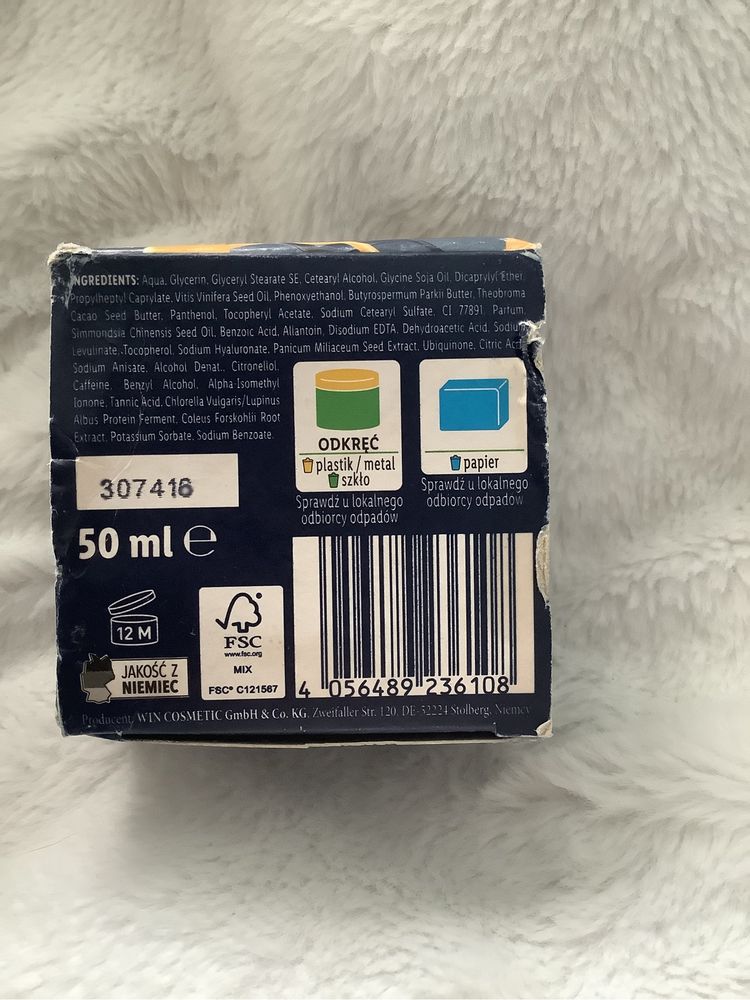 INGREDIENTS: Aqua, Glycerin, Glyceryl Stearate SE, Cetearyl Alcohol, Glycine Soja Oil, Dicaprylyl Ether,
Propylheptyl Caprylate, Vitis Vinifera Seed Oil, Phenoxyethanol, Butyrospermum Parkii Butter, Theobroma
Cacao Seed Butter, Panthenol, Tocopheryl Acetate, Sodium Cetearyl Sulfate, CI 77891, Parfum,
Simmondsia Chinensis Seed Oil, Benzoic Acid, Allantoin, Disodium EDTA, Dehydroacetic Acid, Sodium
Levulinate, Tocopherol, Sodium Hyaluronate, Panicum Miliaceum Seed Extract, Ubiquinone, Citric Acid,
Sodium Anisate, Alcohol Denat., Citronellol,
Caffeine, Benzyl Alcohol, Alpha-Isomethyl
Ionone, Tannic Acid, Chlorella Vulgaris/Lupinus
Albus Protein Ferment, Coleus Forskohlii Root
Extract, Potassium Sorbate, Sodium Benzoate.
ODKRĘĆ
plastik / metal
szkło
Sprawdź u lokalnego
odbiorcy odpadów
papier
Sprawdź u lokalnego
odbiorcy odpadów
307416
50 ml e
12 M
FSC
www.fsc.org
MIX
FSC® C121567
JAKOŚĆ Z
NIEMIEC
4 056489 236108
Producent: WIN COSMETIC GmbH & Co. KG, Zweifaller Str. 120, DE-52224 Stolberg, Niemcy